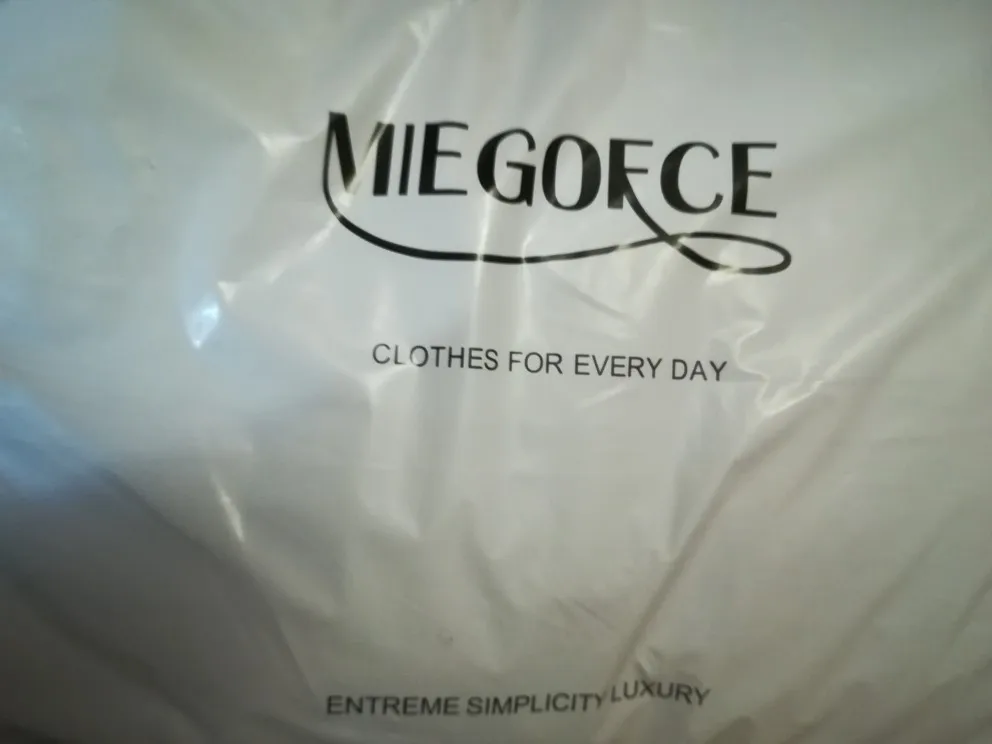 MIEGOFCE
CLOTHES FOR EVERY DAY
ENTREME SIMPLICITY LUXURY